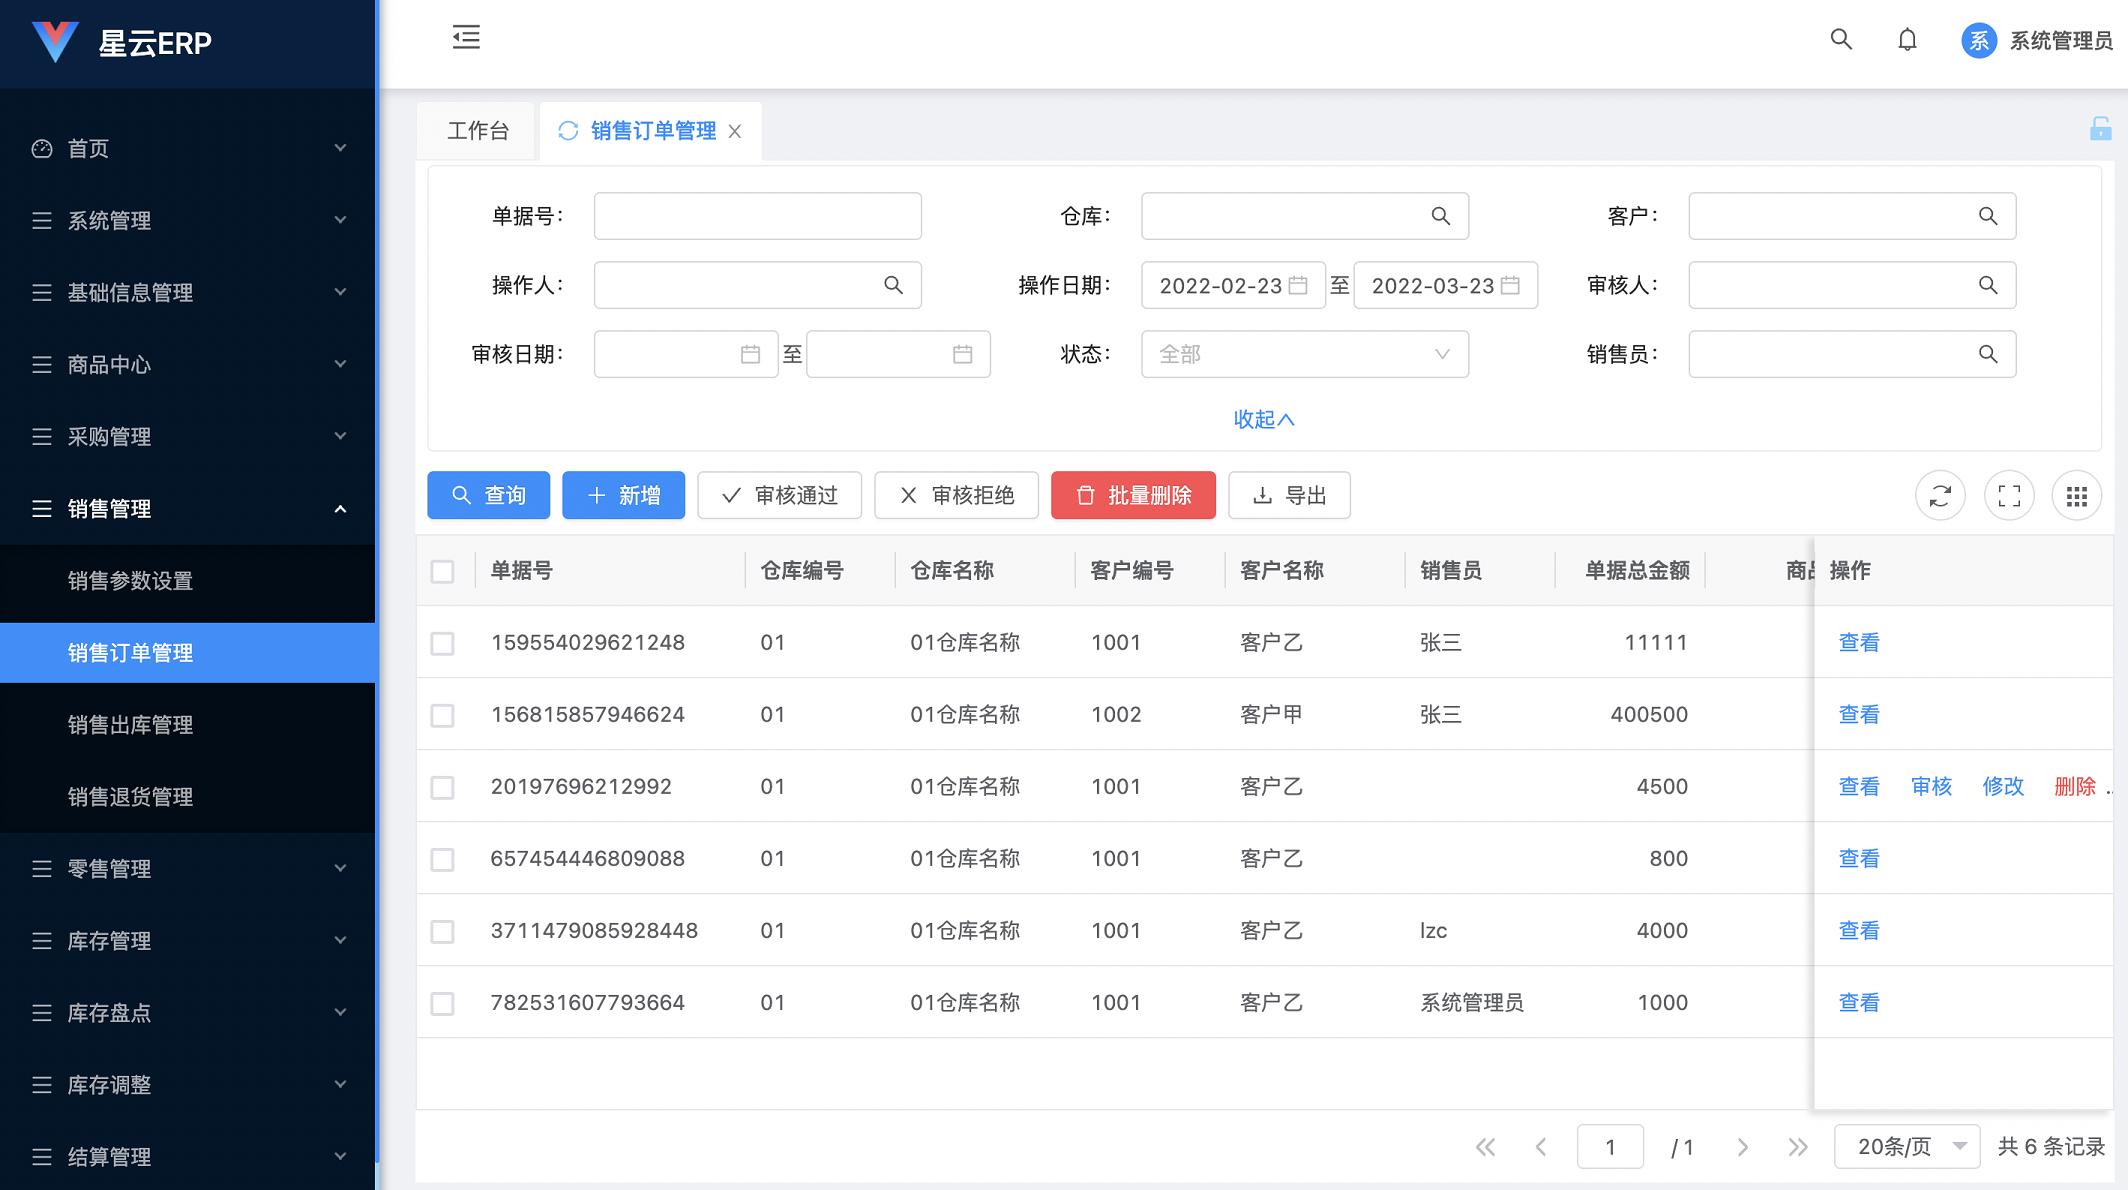 星云ERP
系 系统管理员
首页
系统管理
基础信息管理
商品中心
采购管理
销售管理
销售参数设置
销售订单管理
销售出库管理
销售退货管理
零售管理
库存管理
库存盘点
库存调整
结算管理
工作台 销售订单管理
单据号： 仓库： 客户：
操作人： 操作日期： 2022-02-23 至 2022-03-23 审核人：
审核日期： 至 状态： 全部 销售员：
收起
查询 新增 审核通过 审核拒绝 批量删除 导出
单据号 仓库编号 仓库名称 客户编号 客户名称 销售员 单据总金额 商 操作
159554029621248 01 01仓库名称 1001 客户乙 张三 11111 查看
156815857946624 01 01仓库名称 1002 客户甲 张三 400500 查看
20197696212992 01 01仓库名称 1001 客户乙 4500 查看 审核 修改 删除 ..
657454446809088 01 01仓库名称 1001 客户乙 800 查看
3711479085928448 01 01仓库名称 1001 客户乙 lzc 4000 查看
782531607793664 01 01仓库名称 1001 客户乙 系统管理员 1000 查看
1 / 1 20条/页 共 6 条记录